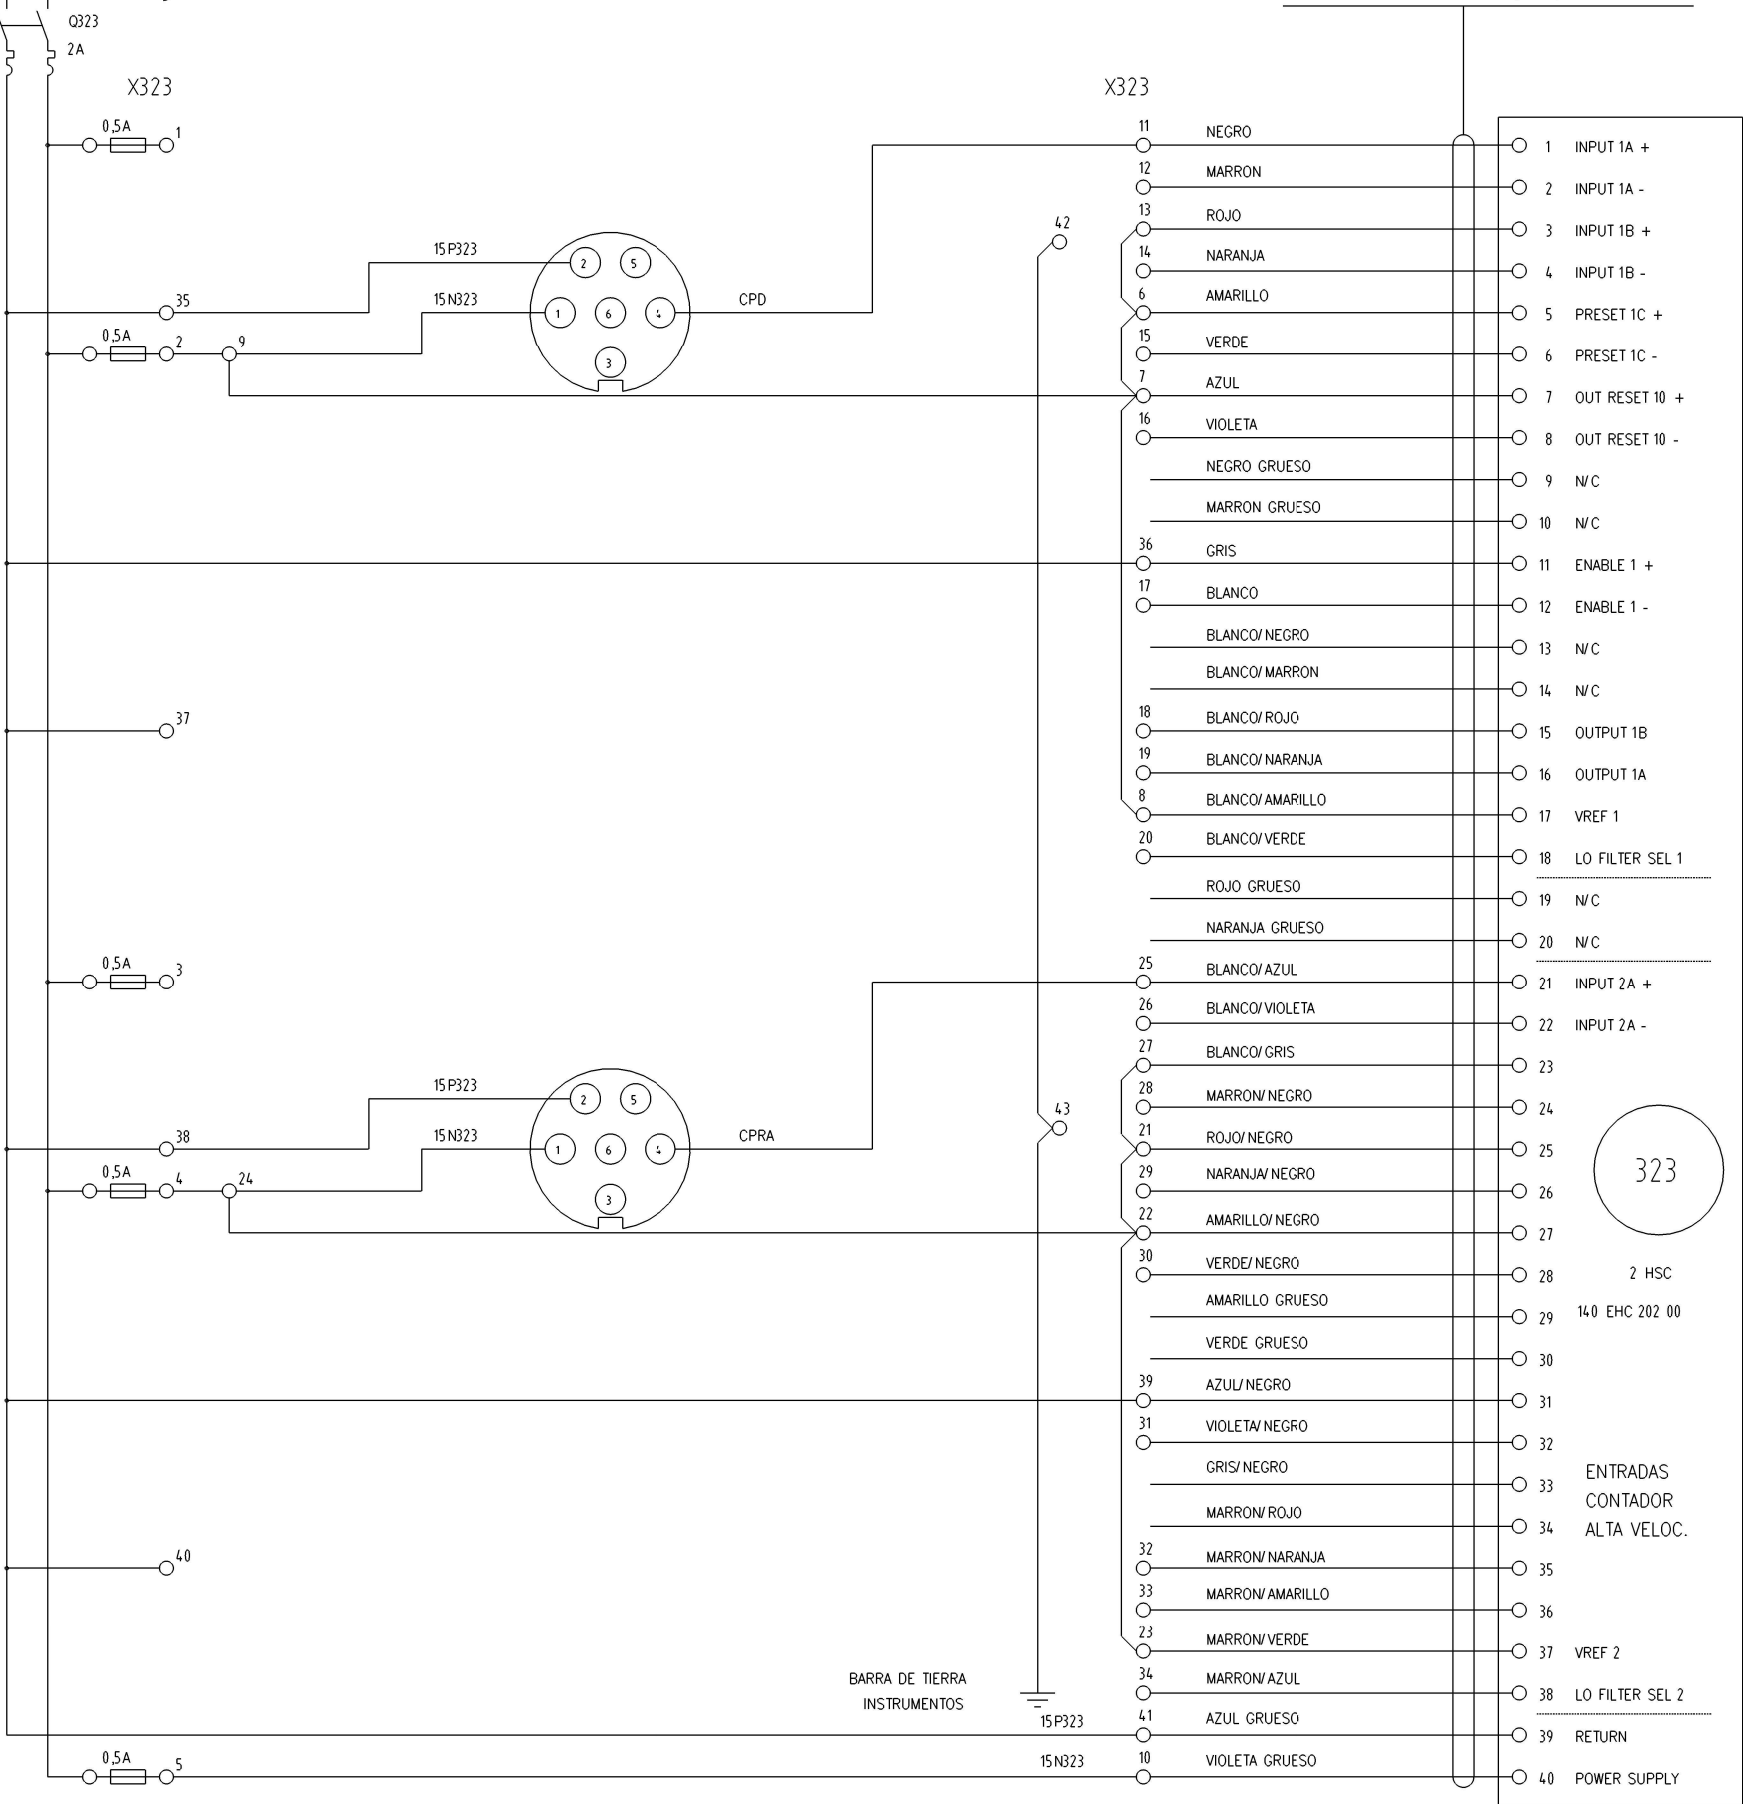 Q323
2A
X323
X323
0,5A
1
11
NEGRO
1
INPUT 1A +
12
MARRON
2
INPUT 1A -
13
ROJO
3
INPUT 1B +
42
15P323
2
5
14
NARANJA
4
INPUT 1B -
35
15N323
1
6
4
CPD
6
AMARILLO
5
PRESET 1C +
0,5A
2
9
3
15
VERDE
6
PRESET 1C -
7
AZUL
7
OUT RESET 10 +
16
VIOLETA
8
OUT RESET 10 -
NEGRO GRUESO
9
N/C
MARRON GRUESO
10
N/C
36
GRIS
11
ENABLE 1 +
17
BLANCO
12
ENABLE 1 -
BLANCO/NEGRO
13
N/C
BLANCO/MARRON
14
N/C
37
18
BLANCO/ROJO
15
OUTPUT 1B
19
BLANCO/NARANJA
16
OUTPUT 1A
8
BLANCO/AMARILLO
17
VREF 1
20
BLANCO/VERDE
18
LO FILTER SEL 1
ROJO GRUESO
19
N/C
NARANJA GRUESO
20
N/C
0,5A
3
25
BLANCO/AZUL
21
INPUT 2A +
26
BLANCO/VIOLETA
22
INPUT 2A -
27
BLANCO/GRIS
23
15P323
2
5
28
MARRON/NEGRO
24
43
38
15N323
1
6
4
CPRA
21
ROJO/NEGRO
25
0,5A
4
24
3
29
NARANJA/NEGRO
26
323
22
AMARILLO/NEGRO
27
30
VERDE/NEGRO
28
2 HSC
AMARILLO GRUESO
29
140 EHC 202 00
VERDE GRUESO
30
39
AZUL/NEGRO
31
31
VIOLETA/NEGRO
32
GRIS/NEGRO
33
ENTRADAS
CONTADOR
ALTA VELOC.
MARRON/ROJO
34
40
32
MARRON/NARANJA
35
33
MARRON/AMARILLO
36
23
MARRON/VERDE
37
VREF 2
BARRA DE TIERRA
INSTRUMENTOS
34
MARRON/AZUL
38
LO FILTER SEL 2
15P323
41
AZUL GRUESO
39
RETURN
0,5A
5
15N323
10
VIOLETA GRUESO
40
POWER SUPPLY